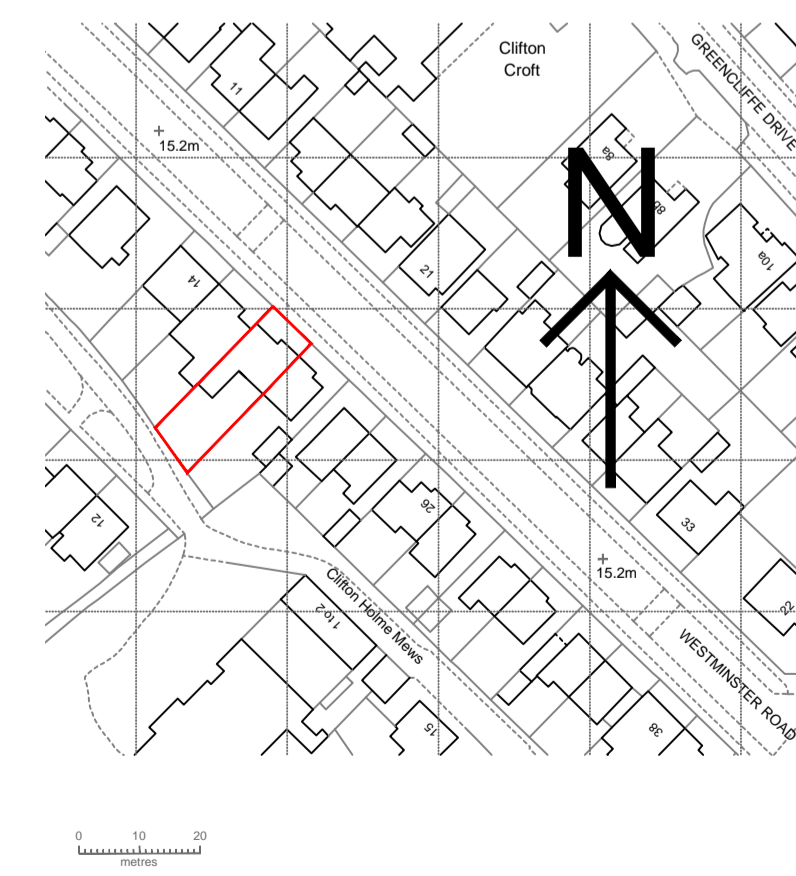 Clifton
Croft
GREENCLIFFE DRIVE
11
15.2m
8a
8b
N
10a
21
14
26
12
33
15.2m
22
Clifton Holme Mews
1 to 2
WESTMINSTER ROAD
38
15
0 10 20
metres